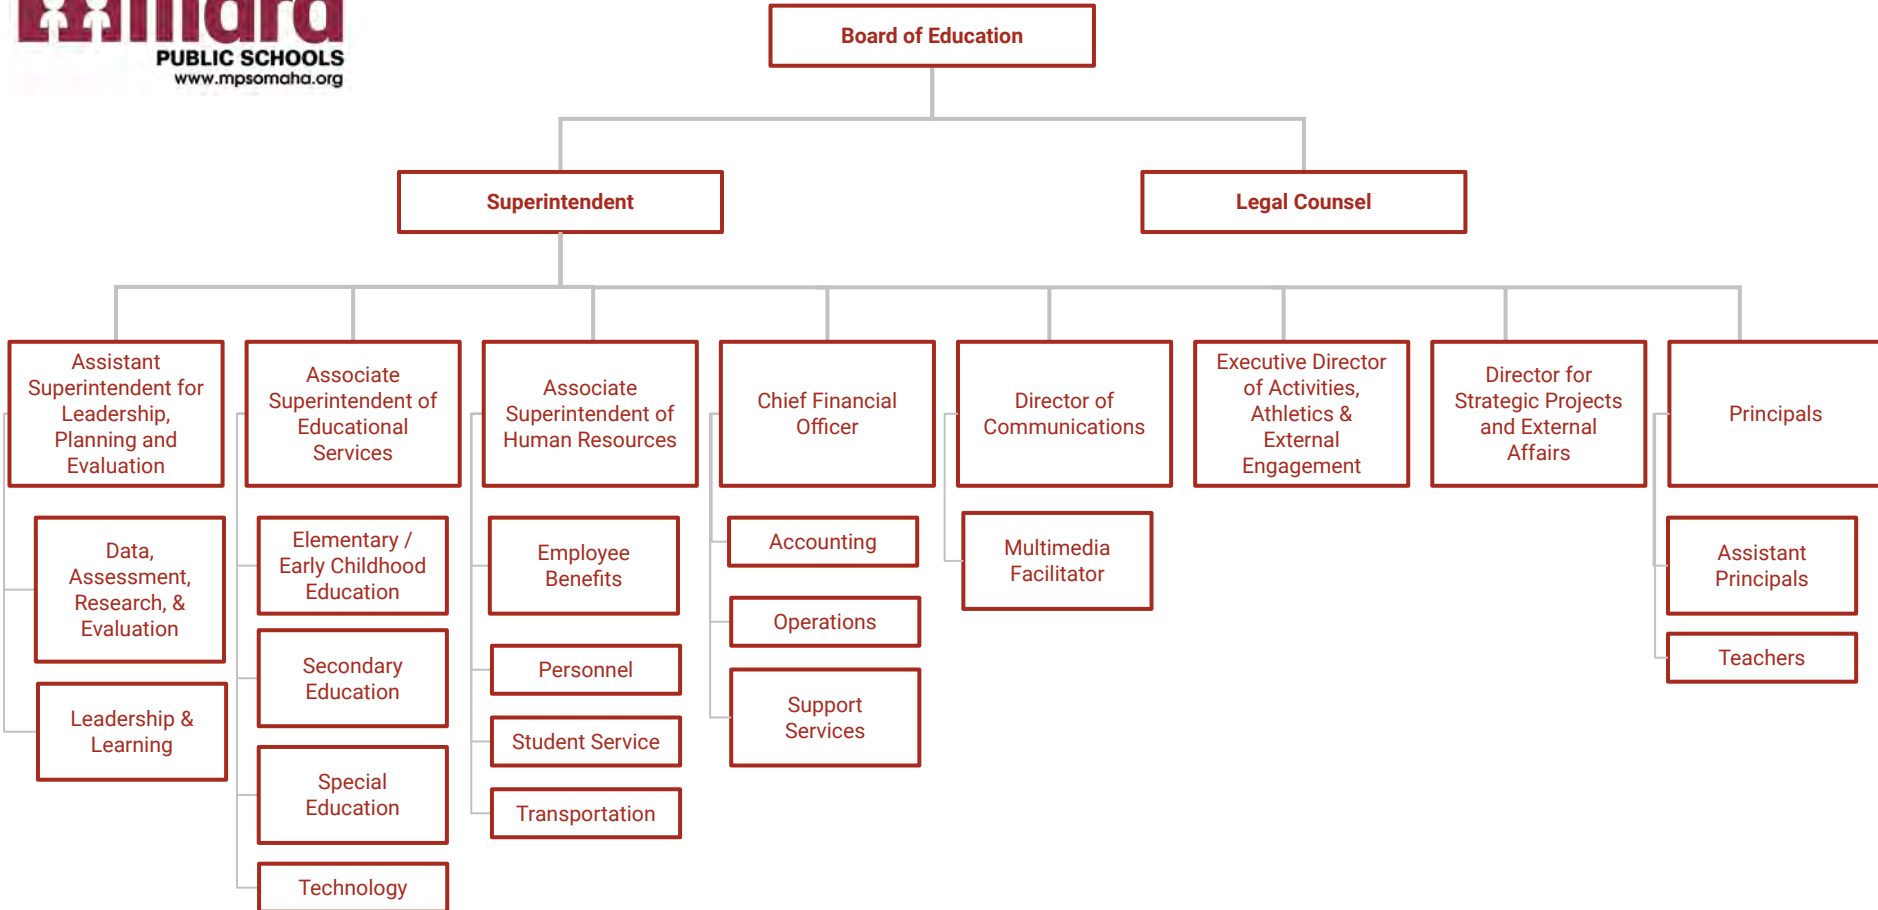 PUBLIC SCHOOLS
www.mpsomaha.org
Board of Education
Superintendent
Legal Counsel
Assistant
Superintendent for
Leadership,
Planning and
Evaluation
Associate
Superintendent of
Educational
Services
Associate
Superintendent of
Human Resources
Chief Financial
Officer
Director of
Communications
Executive Director
of Activities,
Athletics &
External
Engagement
Director for
Strategic Projects
and External
Affairs
Principals
Data,
Assessment,
Research, &
Evaluation
Leadership &
Learning
Elementary /
Early Childhood
Education
Secondary
Education
Special
Education
Technology
Employee
Benefits
Personnel
Student Service
Transportation
Accounting
Operations
Support
Services
Multimedia
Facilitator
Assistant
Principals
Teachers